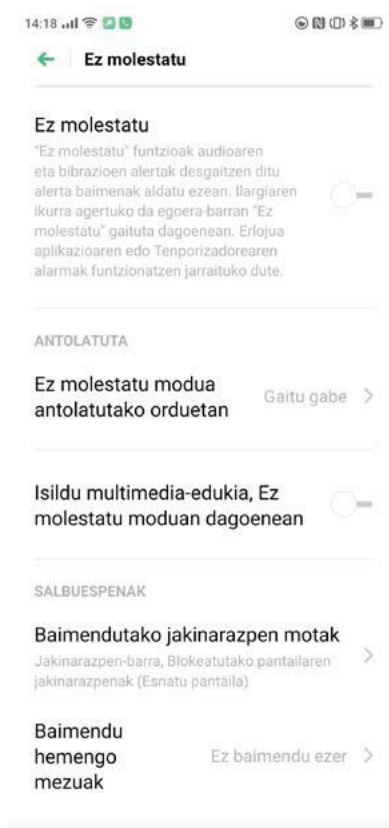 14:18
Ez molestatu
Ez molestatu
"Ez molestatu" funtzioak audioaren
eta bibrazioen alertak desgaitzen ditu
alerta baimenak aldatu ezean. Ilargiaren
ikurra agertuko da egoera-barran "Ez
molestatu" gaituta dagoenean. Erlojua
aplikazioaren edo Tenporizadorearen
alarmak funtzionatzen jarraituko dute.
ANTOLATUTA
Ez molestatu modua
antolatutako orduetan
Gaitu gabe
Isildu multimedia-edukia, Ez
molestatu moduan dagoenean
SALBUESPENAK
Baimendutako jakinarazpen motak
Jakinarazpen-barra, Blokeatutako pantailaren
jakinarazpenak (Esnatu pantaila)
Baimendu
hemengo
mezuak
Ez baimendu ezer